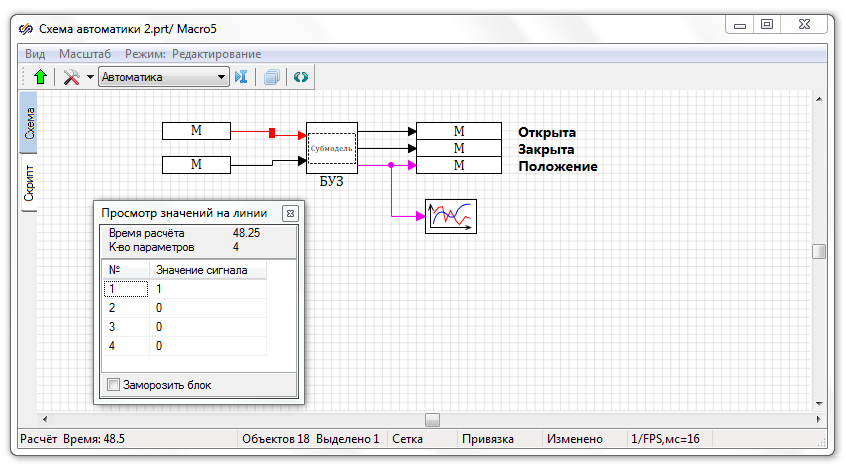 Схема автоматики 2.prt/ Macro5
Вид Масштаб Режим: Редактирование
Автоматика
Схема
Скрипт
М
М
Субмодель
БУЗ
М
М
М
Открыта
Закрыта
Положение
Просмотр значений на линии
Время расчёта 48.25
К-во параметров 4
№ Значение сигнала
1 1
2 0
3 0
4 0
Заморозить блок
Расчёт Время: 48.5 Объектов 18 Выделено 1 Сетка Привязка Изменено 1/FPS,мс=16